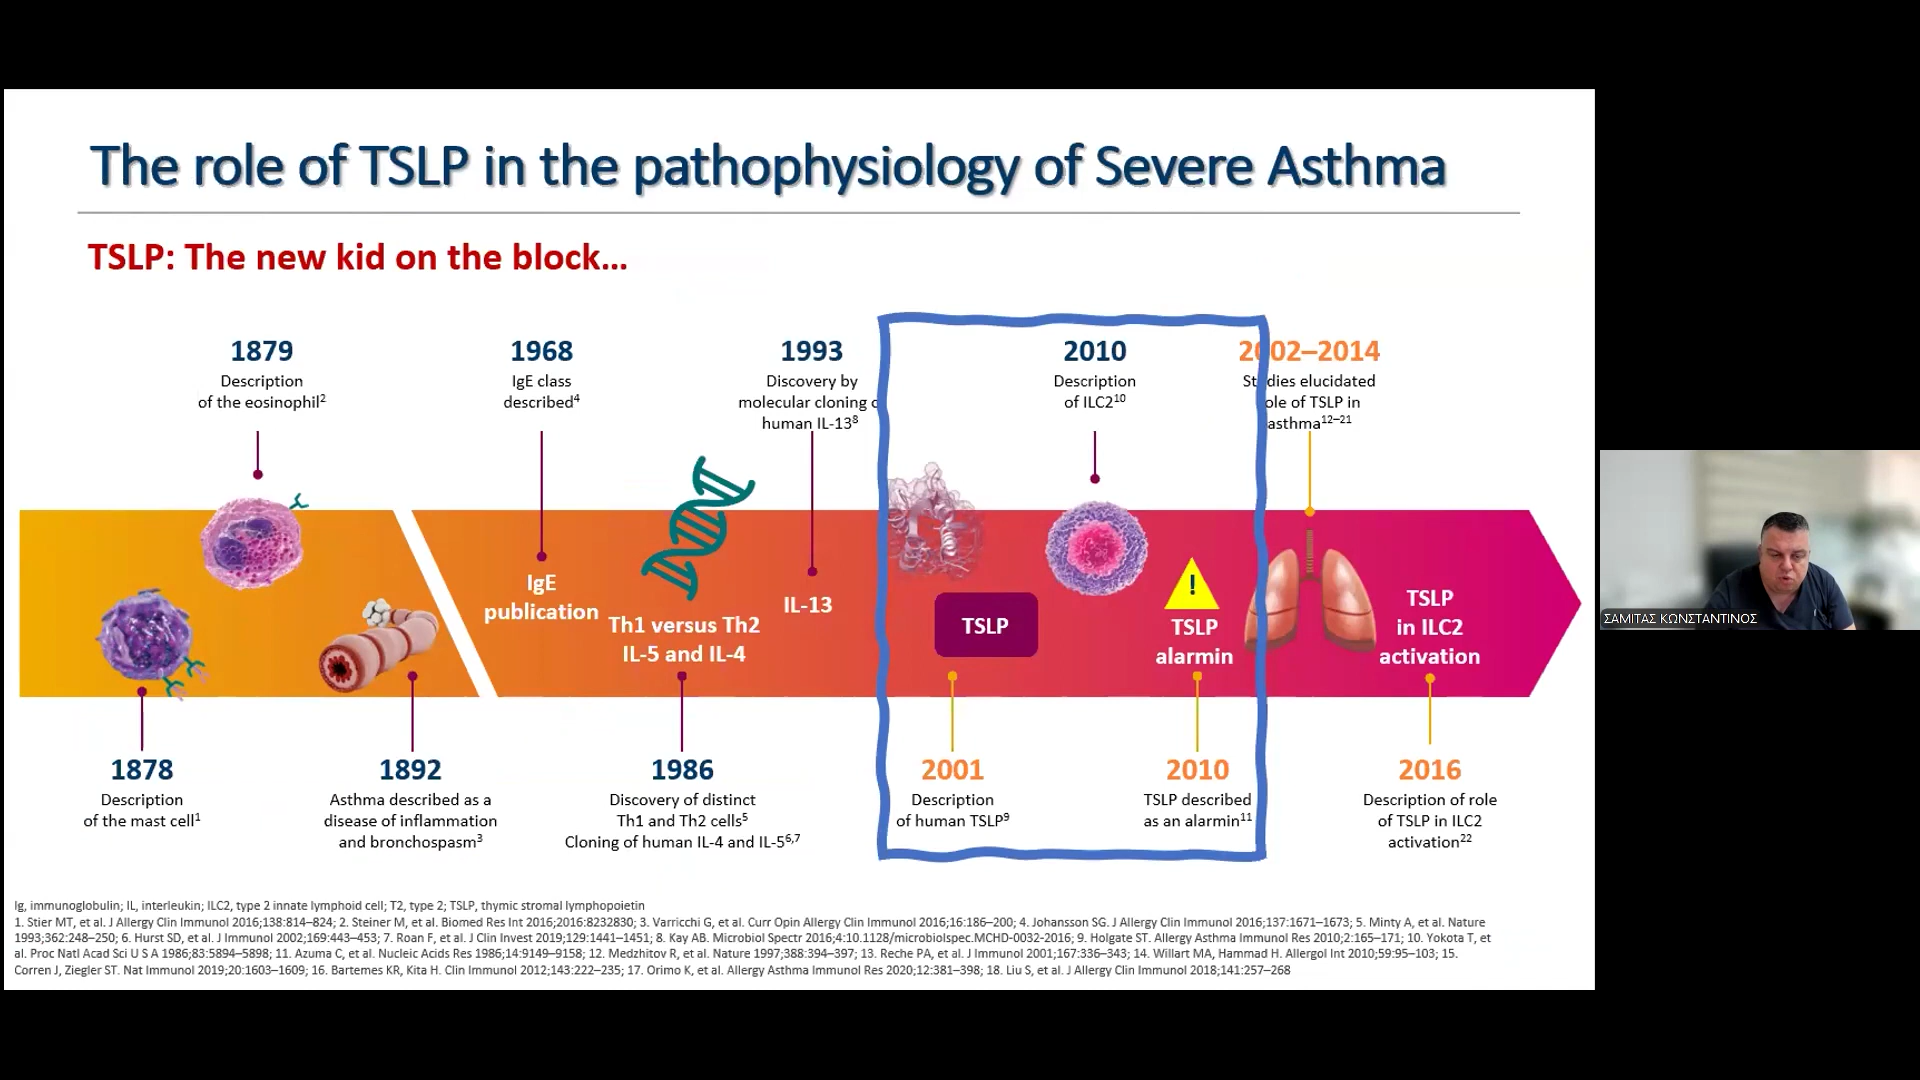 The role of TSLP in the pathophysiology of Severe Asthma
TSLP: The new kid on the block...
1879
Description
of the eosinophil2
1968
IgE class
described4
1993
Discovery by
molecular cloning
human IL-138
2010
Description
of ILC210
2002–2014
Studies elucidated
role of TSLP in
asthma12–21
IgE
publication
Th1 versus Th2
IL-5 and IL-4
IL-13
TSLP
!
TSLP
alarmin
TSLP
in ILC2
activation
1878
Description
of the mast cell1
1892
Asthma described as a
disease of inflammation
and bronchospasm3
1986
Discovery of distinct
Th1 and Th2 cells5
Cloning of human IL-4 and IL-56,7
2001
Description
of human TSLP9
2010
TSLP described
as an alarmin11
2016
Description of role
of TSLP in ILC2
activation22
Ig, immunoglobulin; IL, interleukin; ILC2, type 2 innate lymphoid cell; T2, type 2; TSLP, thymic stromal lymphopoietin
1. Stier MT, et al. J Allergy Clin Immunol 2016;138:814–824; 2. Steiner M, et al. Biomed Res Int 2016;2016:8232830; 3. Varricchi G, et al. Curr Opin Allergy Clin Immunol 2016;16:186–200; 4. Johansson SG. J Allergy Clin Immunol 2016;137:1671–1673; 5. Minty A, et al. Nature
1993;362:248–250; 6. Hurst SD, et al. J Immunol 2002;169:443–453; 7. Roan F, et al. J Clin Invest 2019;129:1441–1451; 8. Kay AB. Microbiol Spectr 2016;4:10.1128/microbiolspec.MCHD-0032-2016; 9. Holgate ST. Allergy Asthma Immunol Res 2010;2:165–171; 10. Yokota T, et
al. Proc Natl Acad Sci U S A 1986;83:5894–5898; 11. Azuma C, et al. Nucleic Acids Res 1986;14:9149–9158; 12. Medzhitov R, et al. Nature 1997;388:394–397; 13. Reche PA, et al. J Immunol 2001;167:336–343; 14. Willart MA, Hammad H. Allergol Int 2010;59:95–103; 15.
Corren J, Ziegler ST. Nat Immunol 2019;20:1603–1609; 16. Bartemes KR, Kita H. Clin Immunol 2012;143:222–235; 17. Orimo K, et al. Allergy Asthma Immunol Res 2020;12:381–398; 18. Liu S, et al. J Allergy Clin Immunol 2018;141:257–268
ΣΑΜΙΤΑΣ ΚΩΝΣΤΑΝΤΙΝΟΣ